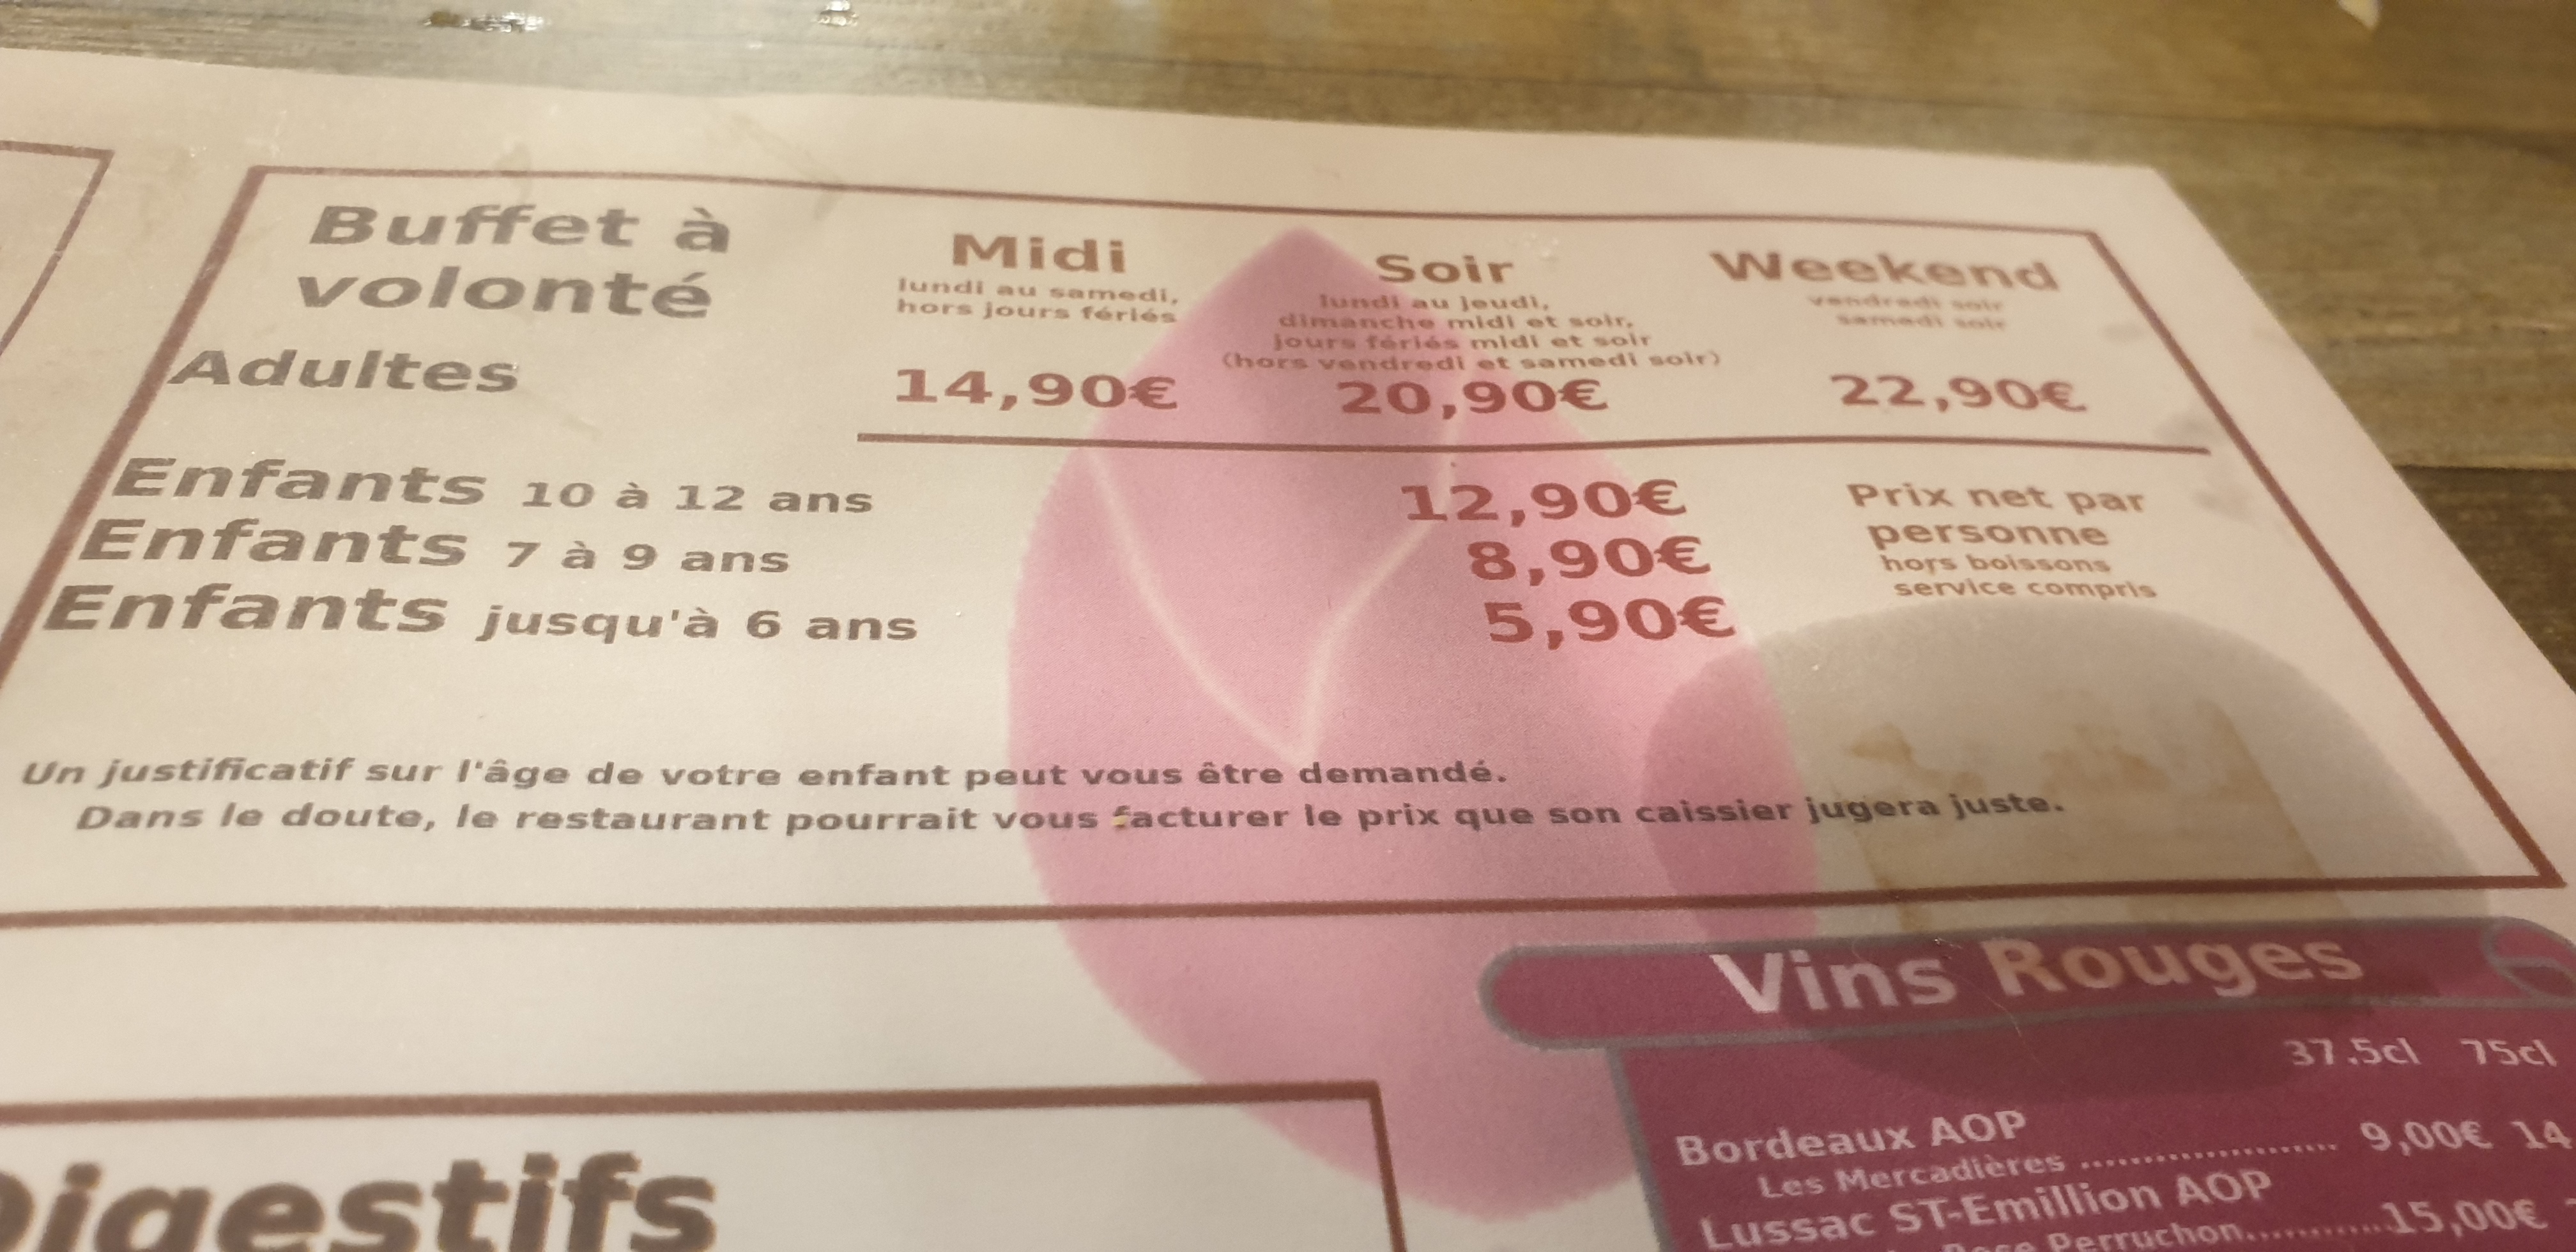 Buffet à
volonté
Midi
lundi au samedi,
hors jours fériés
Soir
lundi au jeudi,
dimanche midi et soir,
jours fériés midi et soir
(hors vendredi et samedi soir)
Weekend
vendredi soir
samedi soir
Adultes 14,90€ 20,90€ 22,90€
Enfants 10 à 12 ans 12,90€
Enfants 7 à 9 ans 8,90€
Enfants jusqu'à 6 ans 5,90€
Prix net par
personne
hors boissons
service compris
Un justificatif sur l'âge de votre enfant peut vous être demandé.
Dans le doute, le restaurant pourrait vous facturer le prix que son caissier jugera juste.
Vins Rouges
37.5cl 75cl
Bordeaux AOP
Les Mercadières .......................... 9,00€ 14
Lussac ST-Emillion AOP
Perruchon..............15,00€
Digestifs